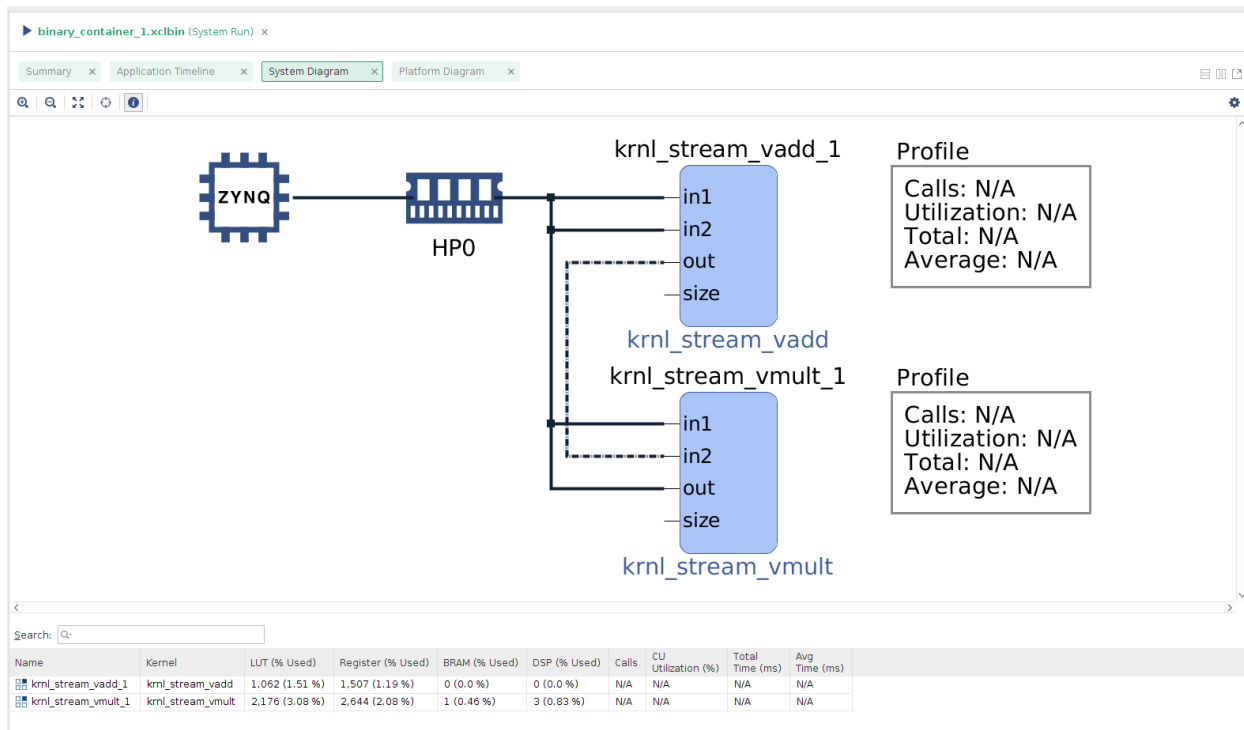 binary_container_1.xclbin (System Run) ×
Summary × Application Timeline × System Diagram × Platform Diagram ×
krnl_stream_vadd_1
Profile
ZYNQ
HP0
in1
in2
out
size
Calls: N/A
Utilization: N/A
Total: N/A
Average: N/A
krnl_stream_vadd
krnl_stream_vmult_1
Profile
in1
in2
out
size
Calls: N/A
Utilization: N/A
Total: N/A
Average: N/A
krnl_stream_vmult
Search:
Name Kernel LUT (% Used) Register (% Used) BRAM (% Used) DSP (% Used) Calls CU Utilization (%) Total Time (ms) Avg Time (ms)
krnl_stream_vadd_1 krnl_stream_vadd 1,062 (1.51 %) 1,507 (1.19 %) 0 (0.0 %) 0 (0.0 %) N/A N/A N/A N/A
krnl_stream_vmult_1 krnl_stream_vmult 2,176 (3.08 %) 2,644 (2.08 %) 1 (0.46 %) 3 (0.83 %) N/A N/A N/A N/A